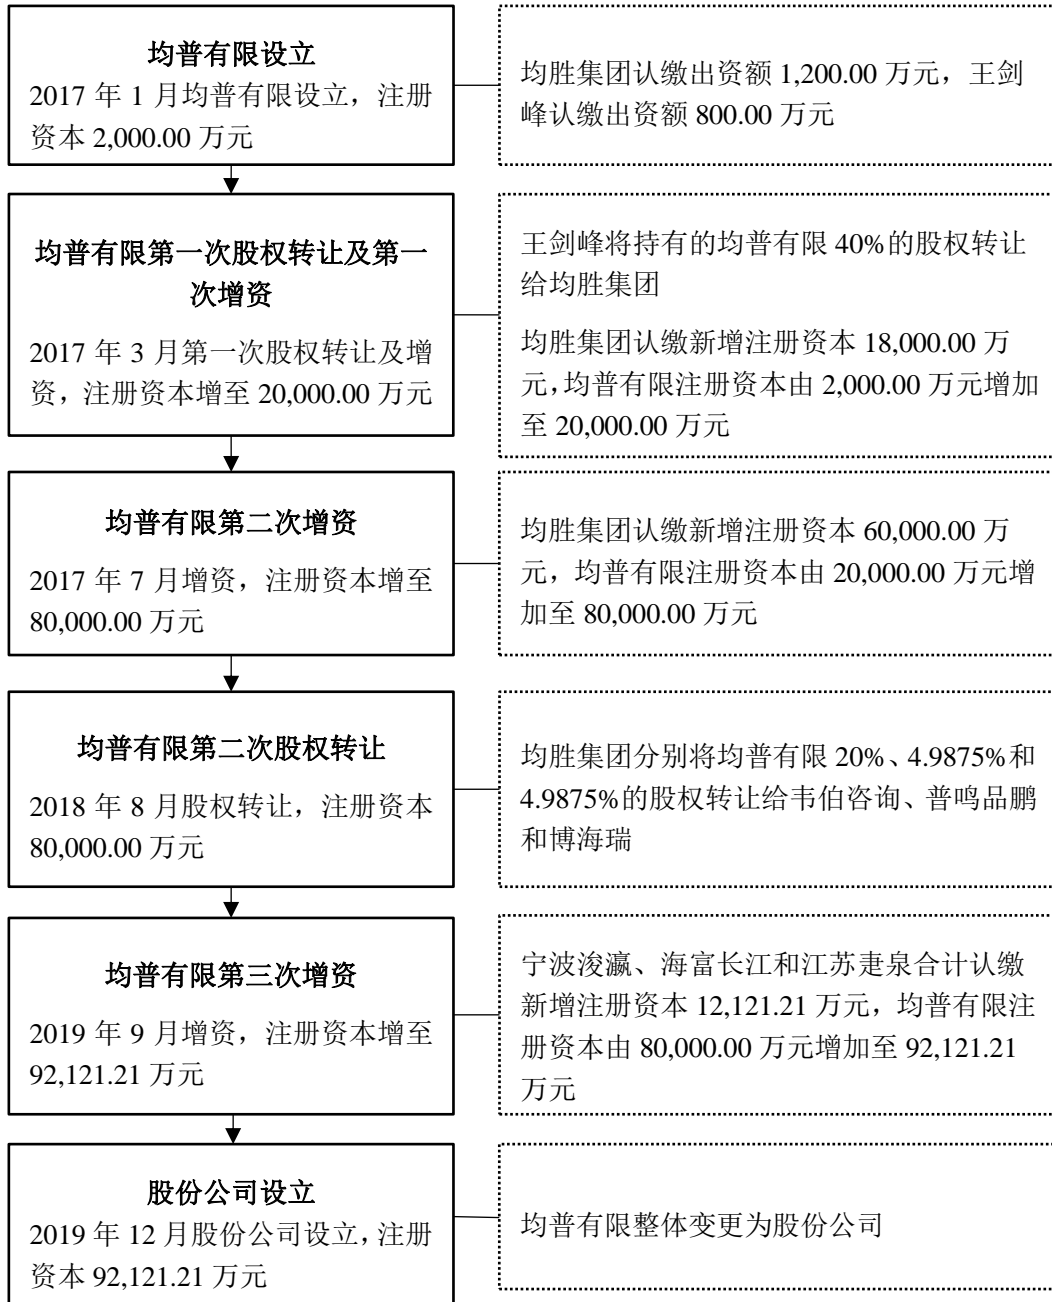 均普有限设立
2017 年 1 月均普有限设立，注册
资本 2,000.00 万元
均胜集团认缴出资额 1,200.00 万元，王剑
峰认缴出资额 800.00 万元
均普有限第一次股权转让及第一
次增资
2017 年 3 月第一次股权转让及增
资，注册资本增至 20,000.00 万元
王剑峰将持有的均普有限 40%的股权转让
给均胜集团
均胜集团认缴新增注册资本 18,000.00 万
元，均普有限注册资本由 2,000.00 万元增加
至 20,000.00 万元
均普有限第二次增资
2017 年 7 月增资，注册资本增至
80,000.00 万元
均胜集团认缴新增注册资本 60,000.00 万
元，均普有限注册资本由 20,000.00 万元增
加至 80,000.00 万元
均普有限第二次股权转让
2018 年 8 月股权转让，注册资本
80,000.00 万元
均胜集团分别将均普有限 20%、4.9875%和
4.9875%的股权转让给韦伯咨询、普鸣品鹏
和博海瑞
均普有限第三次增资
2019 年 9 月增资，注册资本增至
92,121.21 万元
宁波浚瀛、海富长江和江苏疌泉合计认缴
新增注册资本 12,121.21 万元，均普有限注
册资本由 80,000.00 万元增加至 92,121.21
万元
股份公司设立
2019 年 12 月股份公司设立，注册
资本 92,121.21 万元
均普有限整体变更为股份公司